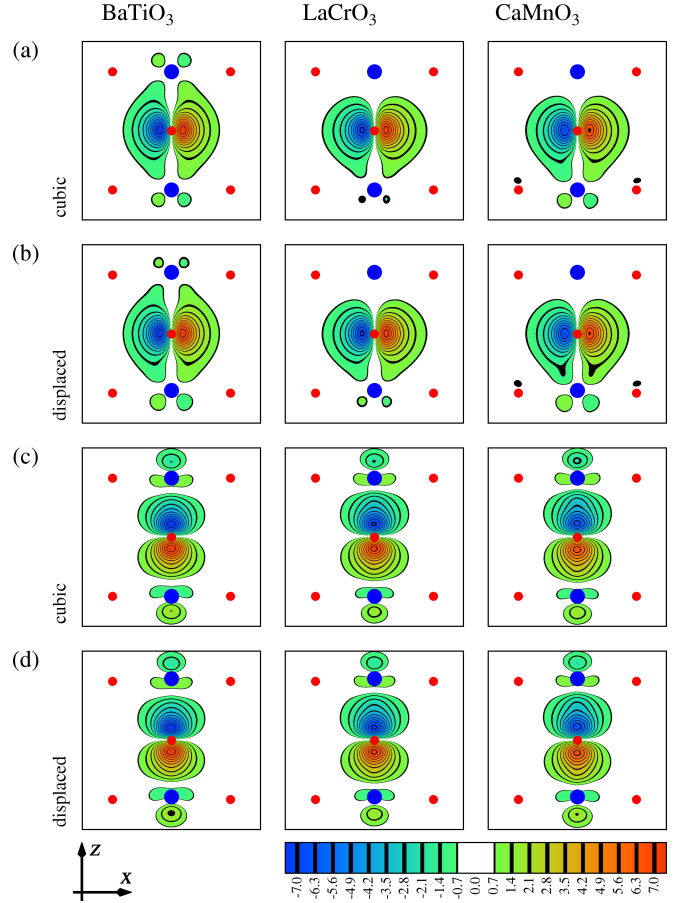 BaTiO3 LaCrO3 CaMnO3
(a)
cubic
(b)
displaced
(c)
cubic
(d)
displaced
Z
X
-7.0 -6.3 -5.6 -4.9 -4.2 -3.5 -2.8 -2.1 -1.4 -0.7 0.0 0.7 1.4 2.1 2.8 3.5 4.2 4.9 5.6 6.3 7.0